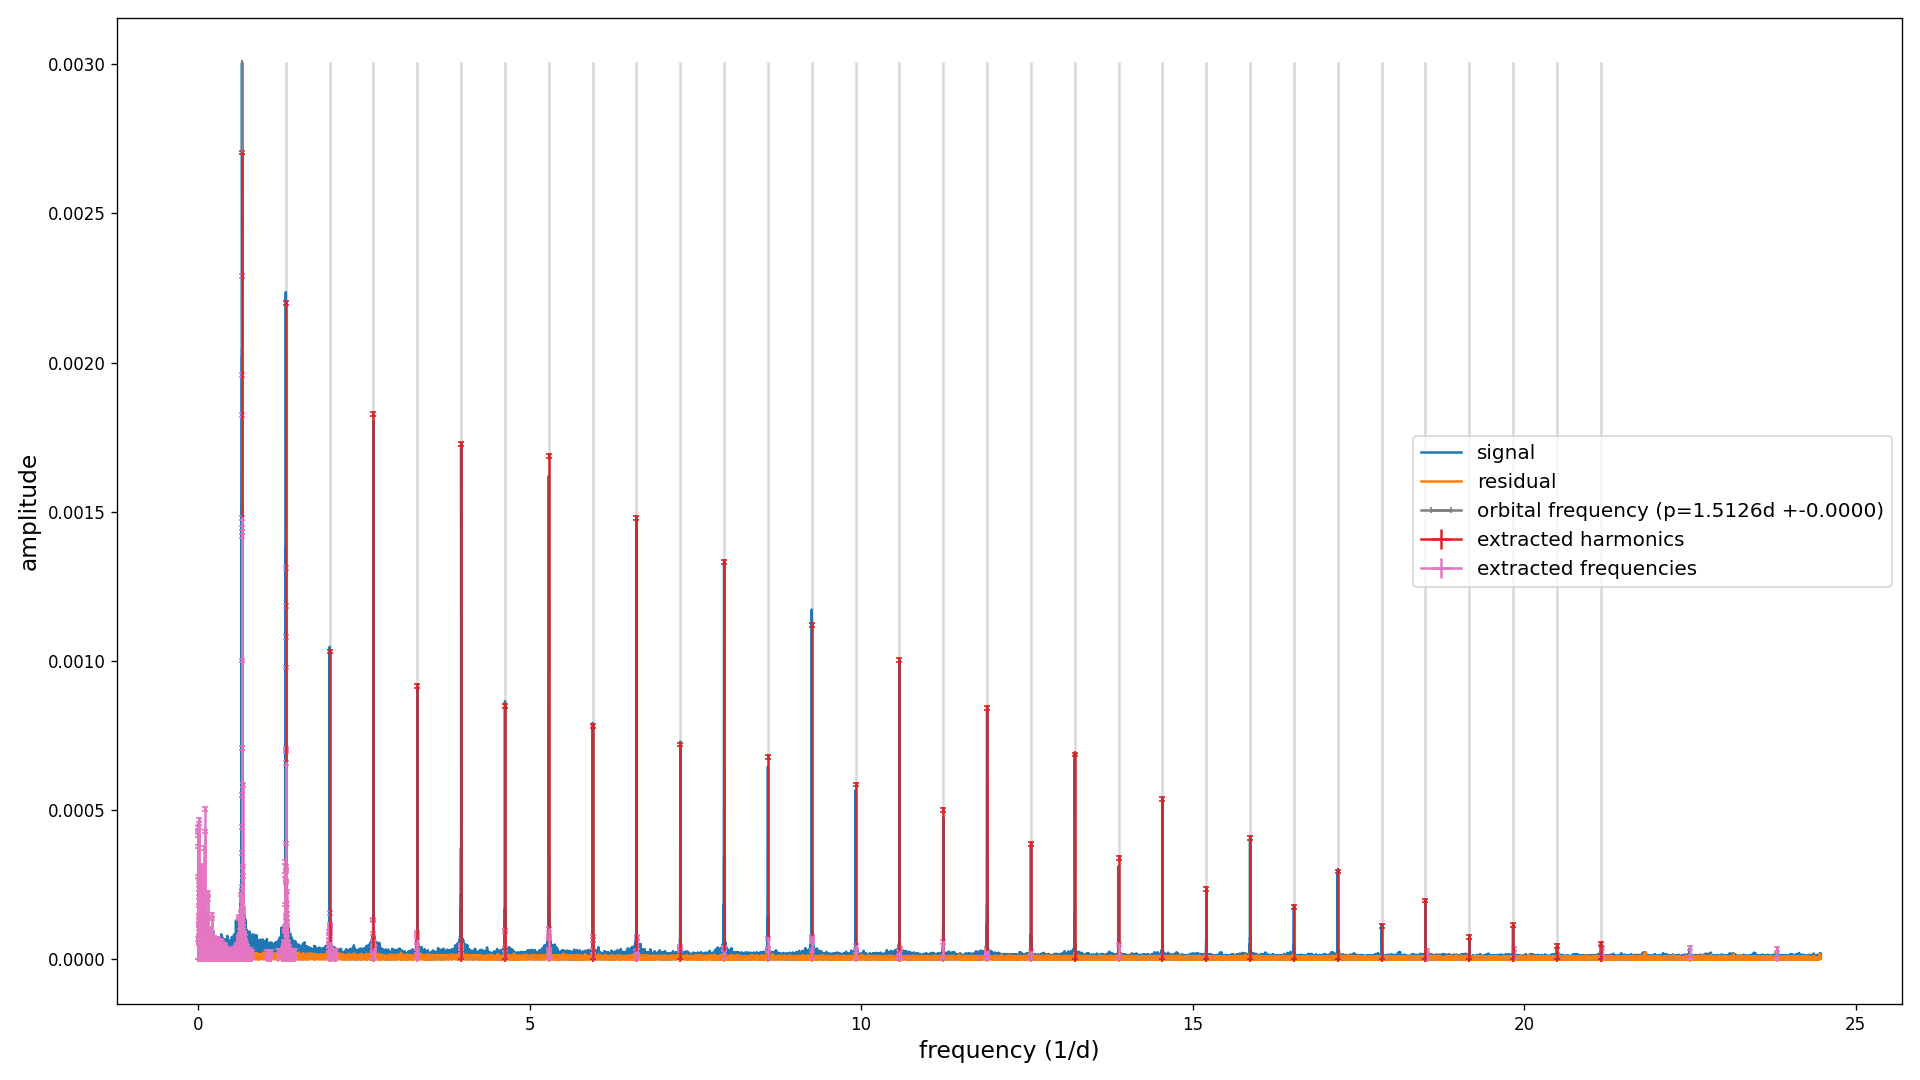 0.0030
0.0025
0.0020
0.0015
0.0010
0.0005
0.0000
amplitude
signal
residual
orbital frequency (p=1.5126d +-0.0000)
extracted harmonics
extracted frequencies
0 5 10 15 20 25
frequency (1/d)